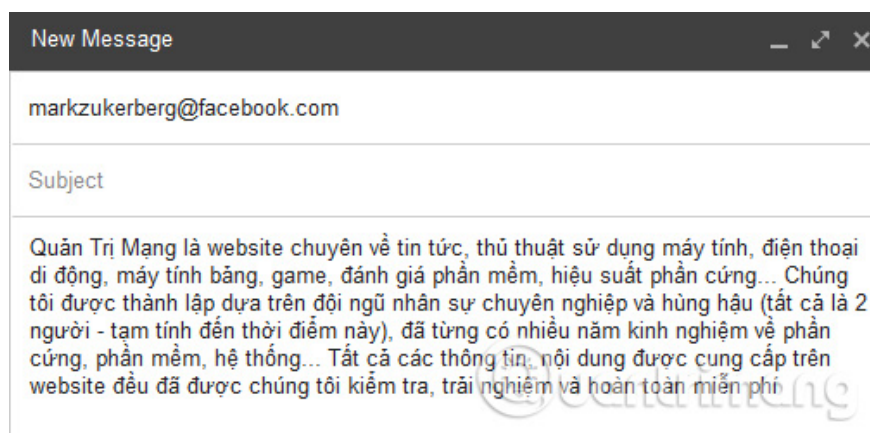 New Message
markzukerberg@facebook.com
Subject
Quản Trị Mạng là website chuyên về tin tức, thủ thuật sử dụng máy tính, điện thoại
di động, máy tính bảng, game, đánh giá phần mềm, hiệu suất phần cứng... Chúng
tôi được thành lập dựa trên đội ngũ nhân sự chuyên nghiệp và hùng hậu (tất cả là 2
người - tạm tính đến thời điểm này), đã từng có nhiều năm kinh nghiệm về phần
cứng, phần mềm, hệ thống... Tất cả các thông tin, nội dung được cung cấp trên
website đều đã được chúng tôi kiểm tra, trải nghiệm và hoàn toàn miễn phí
quantrimang